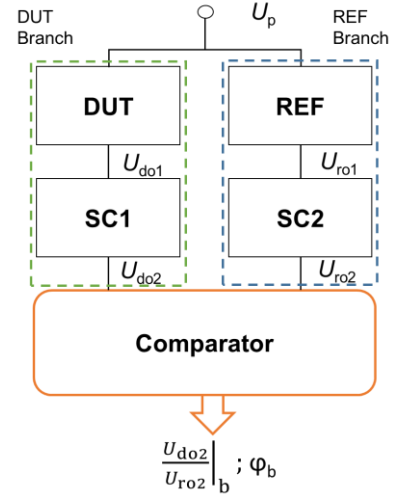 DUT
Branch
U_p
REF
Branch
DUT
REF
U_do1
U_ro1
SC1
SC2
U_do2
U_ro2
Comparator
U_do2/U_ro2|_b ; φ_b